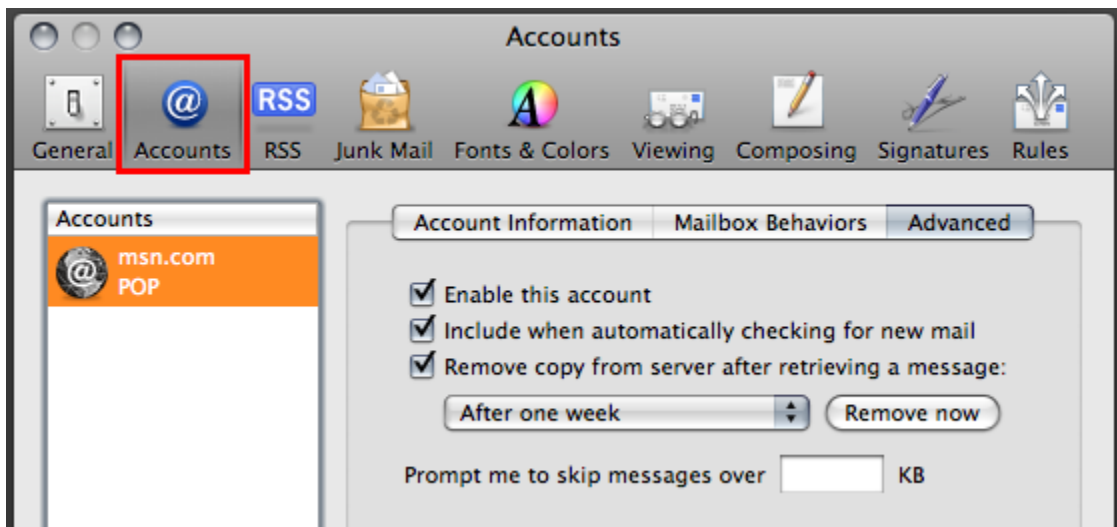 Accounts
RSS
General Accounts RSS Junk Mail Fonts & Colors Viewing Composing Signatures Rules
Accounts
msn.com
POP
Account Information Mailbox Behaviors Advanced
Enable this account
Include when automatically checking for new mail
Remove copy from server after retrieving a message:
After one week Remove now
Prompt me to skip messages over KB